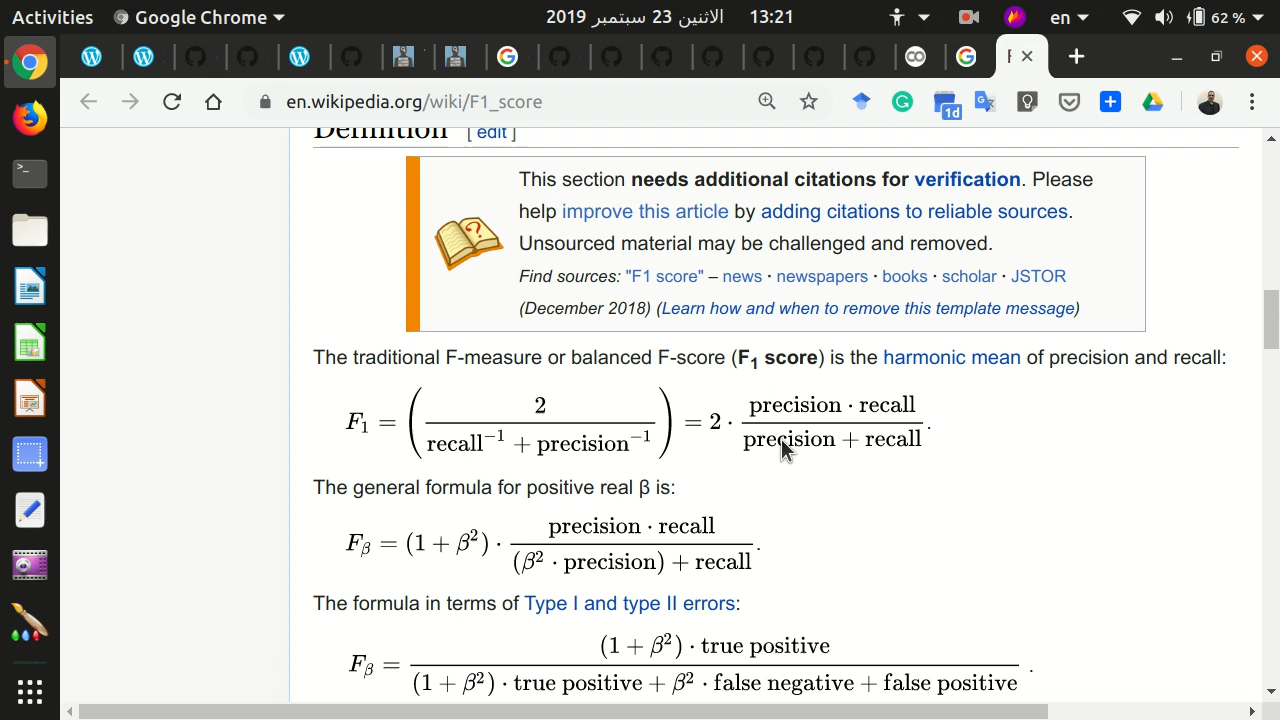 Activities Google Chrome 2019 الاثنين 23 سبتمبر 13:21 en 62 %
en.wikipedia.org/wiki/F1_score 1d
Definition [ edit ]
This section needs additional citations for verification. Please
help improve this article by adding citations to reliable sources.
Unsourced material may be challenged and removed.
Find sources: "F1 score" – news · newspapers · books · scholar · JSTOR
(December 2018) (Learn how and when to remove this template message)
The traditional F-measure or balanced F-score (F₁ score) is the harmonic mean of precision and recall:
F₁ = ( 2 / (recall⁻¹ + precision⁻¹) ) = 2 · (precision · recall) / (precision + recall).
The general formula for positive real β is:
Fβ = (1 + β²) · (precision · recall) / ((β² · precision) + recall).
The formula in terms of Type I and type II errors:
Fβ = ((1 + β²) · true positive) / ((1 + β²) · true positive + β² · false negative + false positive) .